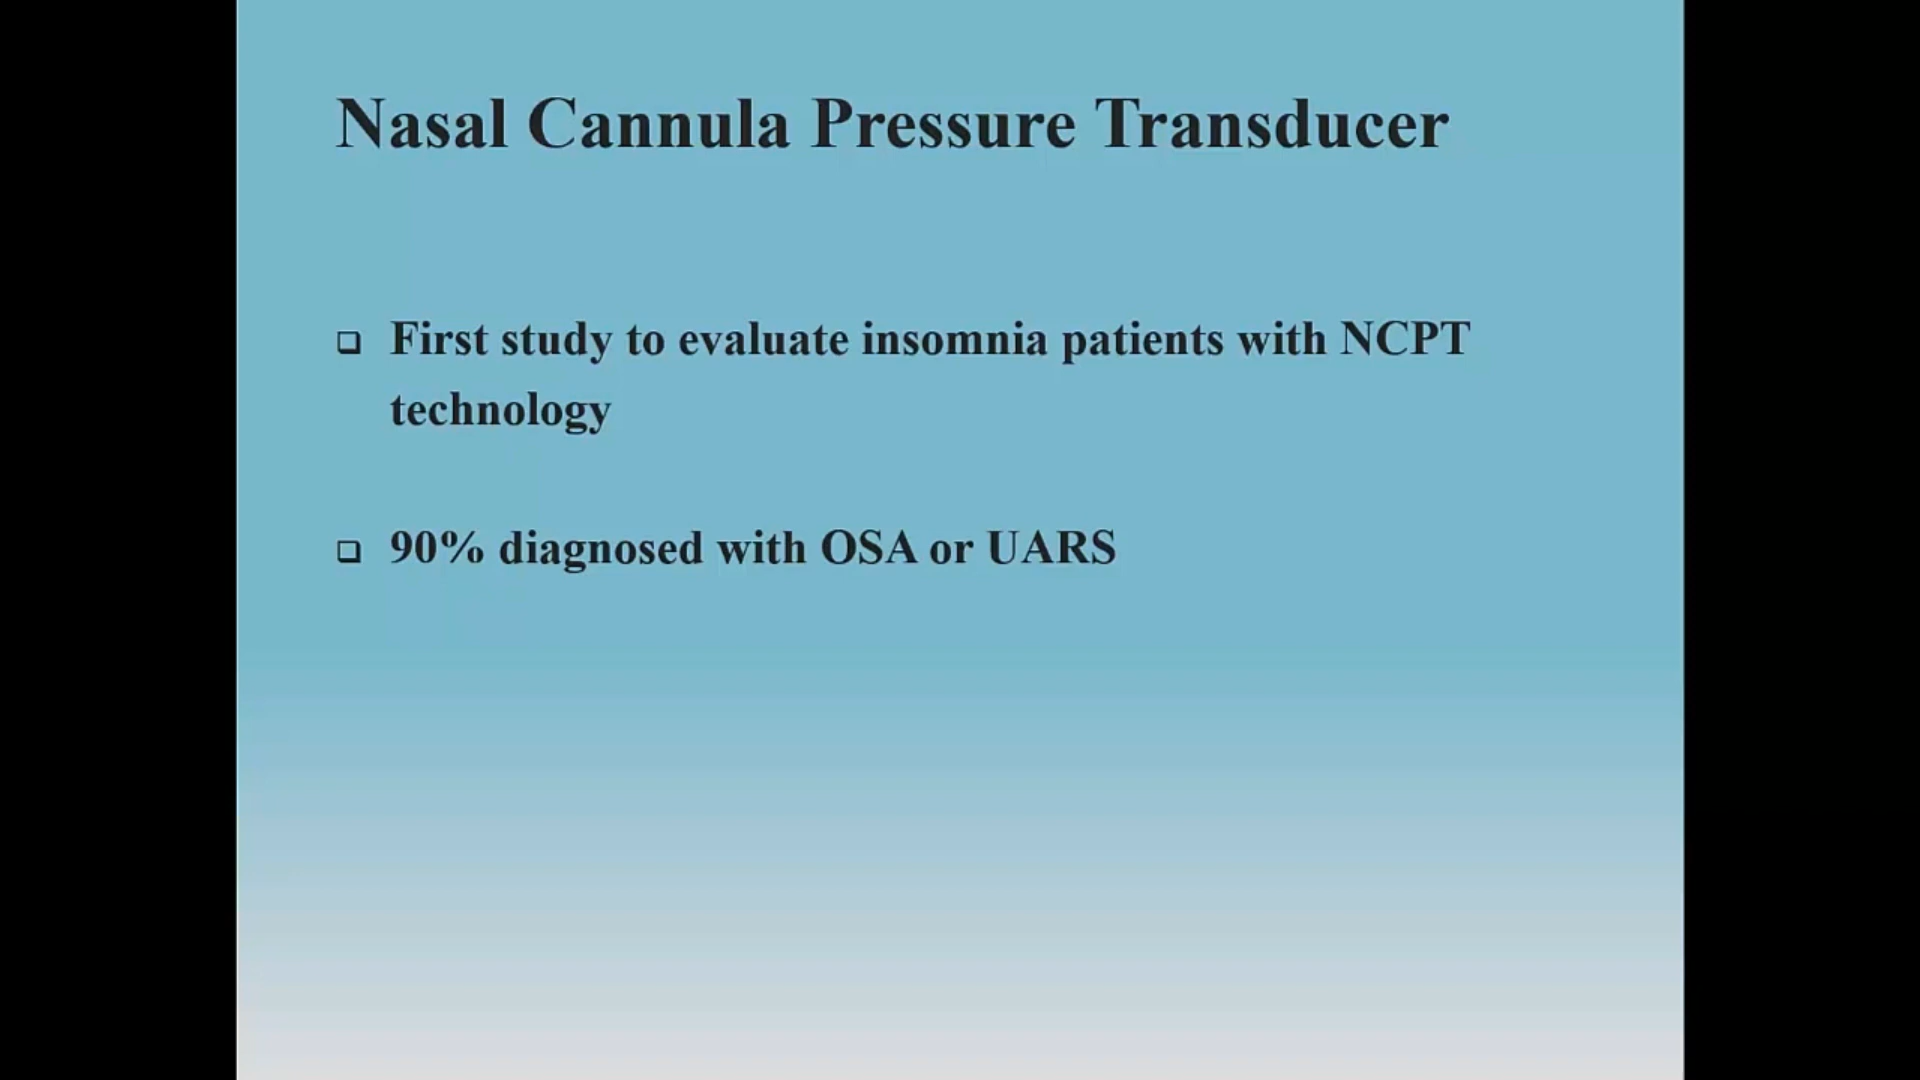 Nasal Cannula Pressure Transducer
❑ First study to evaluate insomnia patients with NCPT
technology
❑ 90% diagnosed with OSA or UARS